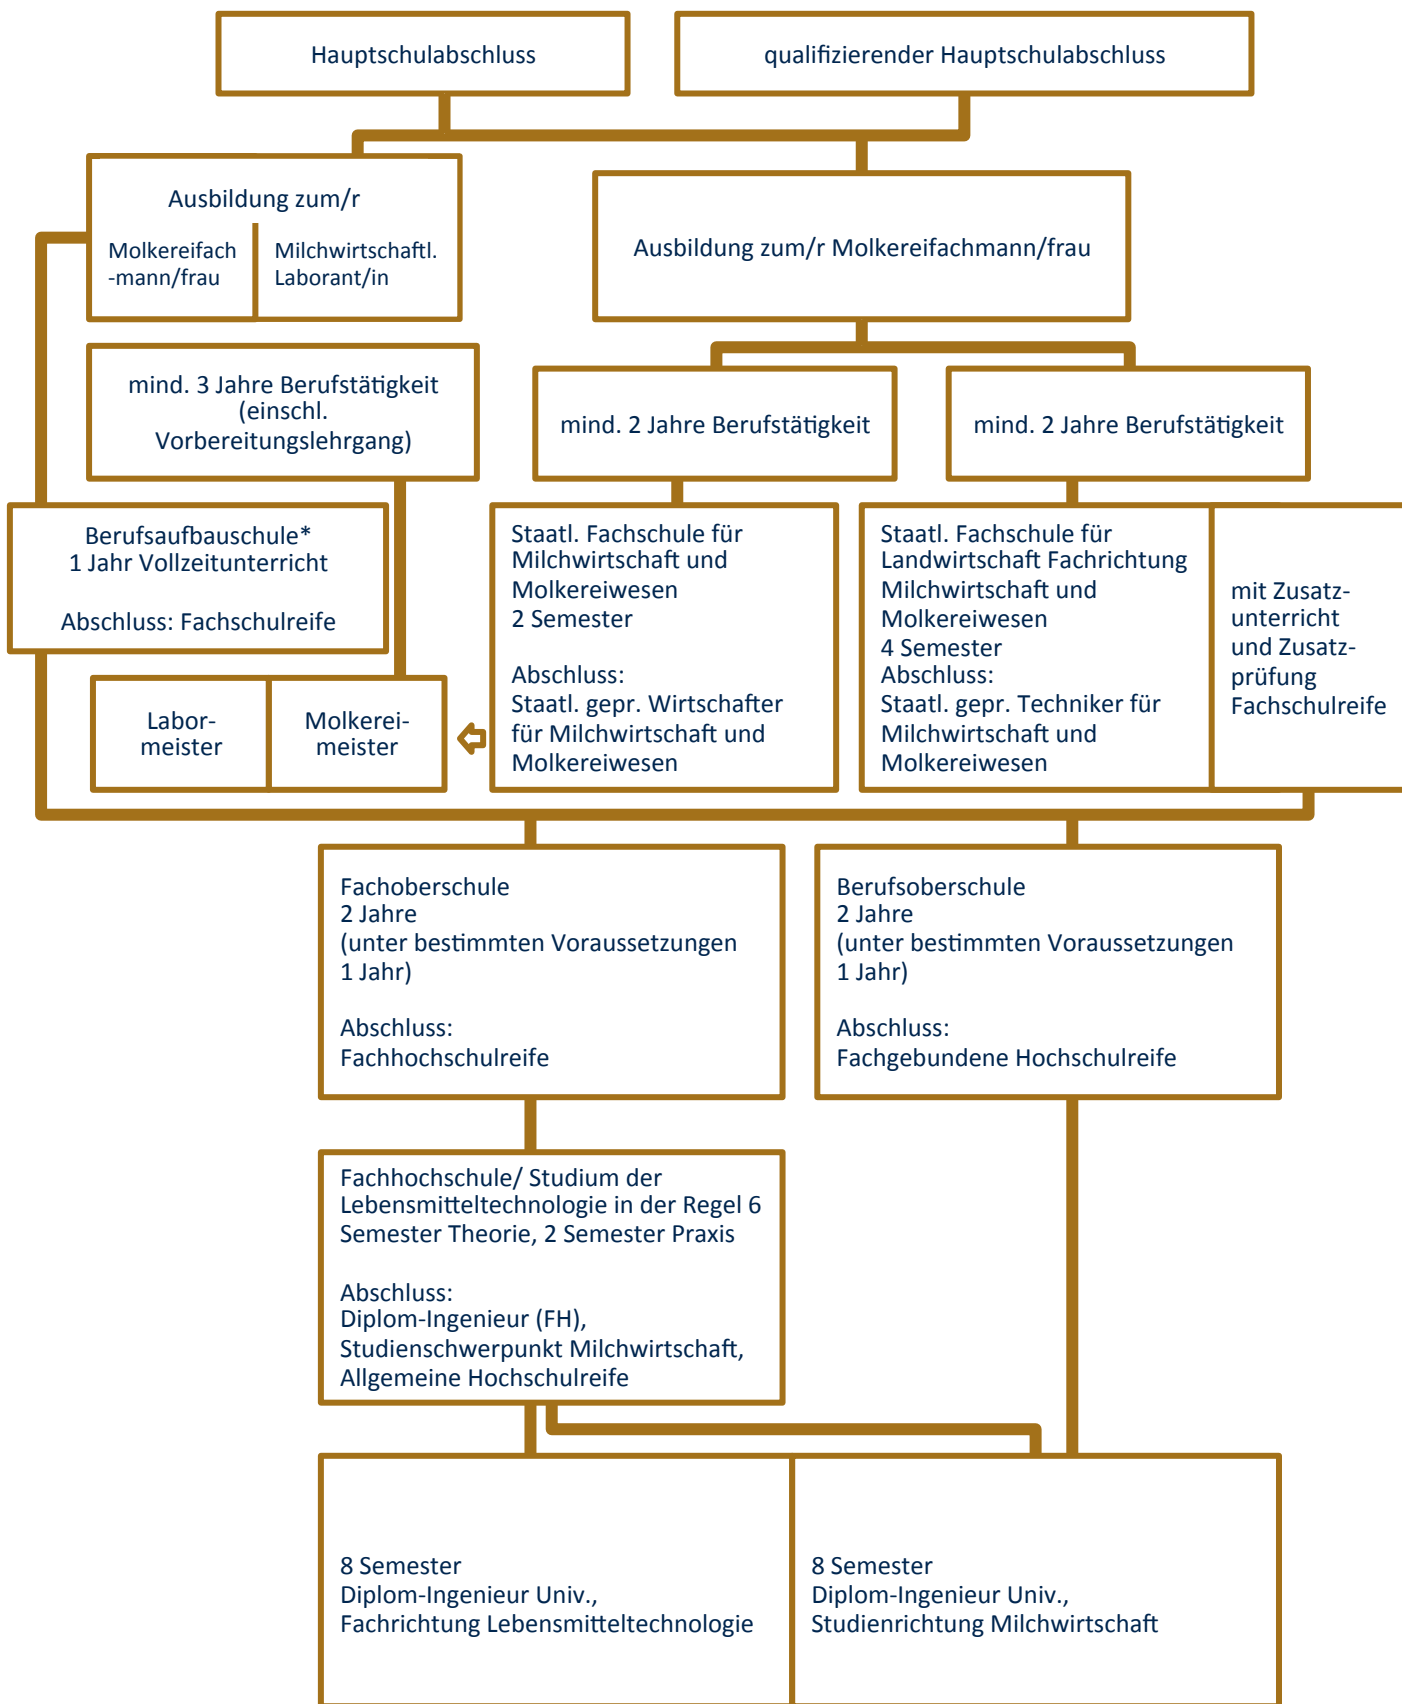 Hauptschulabschluss
qualifizierender Hauptschulabschluss
Ausbildung zum/r
Molkereifach
-mann/frau
Milchwirtschaftl.
Laborant/in
Ausbildung zum/r Molkereifachmann/frau
mind. 3 Jahre Berufstätigkeit
(einschl.
Vorbereitungslehrgang)
mind. 2 Jahre Berufstätigkeit
mind. 2 Jahre Berufstätigkeit
Berufsaufbauschule*
1 Jahr Vollzeitunterricht
Abschluss: Fachschulreife
Labor-
meister
Molkerei-
meister
Staatl. Fachschule für
Milchwirtschaft und
Molkereiwesen
2 Semester
Abschluss:
Staatl. gepr. Wirtschafter
für Milchwirtschaft und
Molkereiwesen
Staatl. Fachschule für
Landwirtschaft Fachrichtung
Milchwirtschaft und
Molkereiwesen
4 Semester
Abschluss:
Staatl. gepr. Techniker für
Milchwirtschaft und
Molkereiwesen
mit Zusatz-
unterricht
und Zusatz-
prüfung
Fachschulreife
Fachoberschule
2 Jahre
(unter bestimmten Voraussetzungen
1 Jahr)
Abschluss:
Fachhochschulreife
Berufsoberschule
2 Jahre
(unter bestimmten Voraussetzungen
1 Jahr)
Abschluss:
Fachgebundene Hochschulreife
Fachhochschule/ Studium der
Lebensmitteltechnologie in der Regel 6
Semester Theorie, 2 Semester Praxis
Abschluss:
Diplom-Ingenieur (FH),
Studienschwerpunkt Milchwirtschaft,
Allgemeine Hochschulreife
8 Semester
Diplom-Ingenieur Univ.,
Fachrichtung Lebensmitteltechnologie
8 Semester
Diplom-Ingenieur Univ.,
Studienrichtung Milchwirtschaft